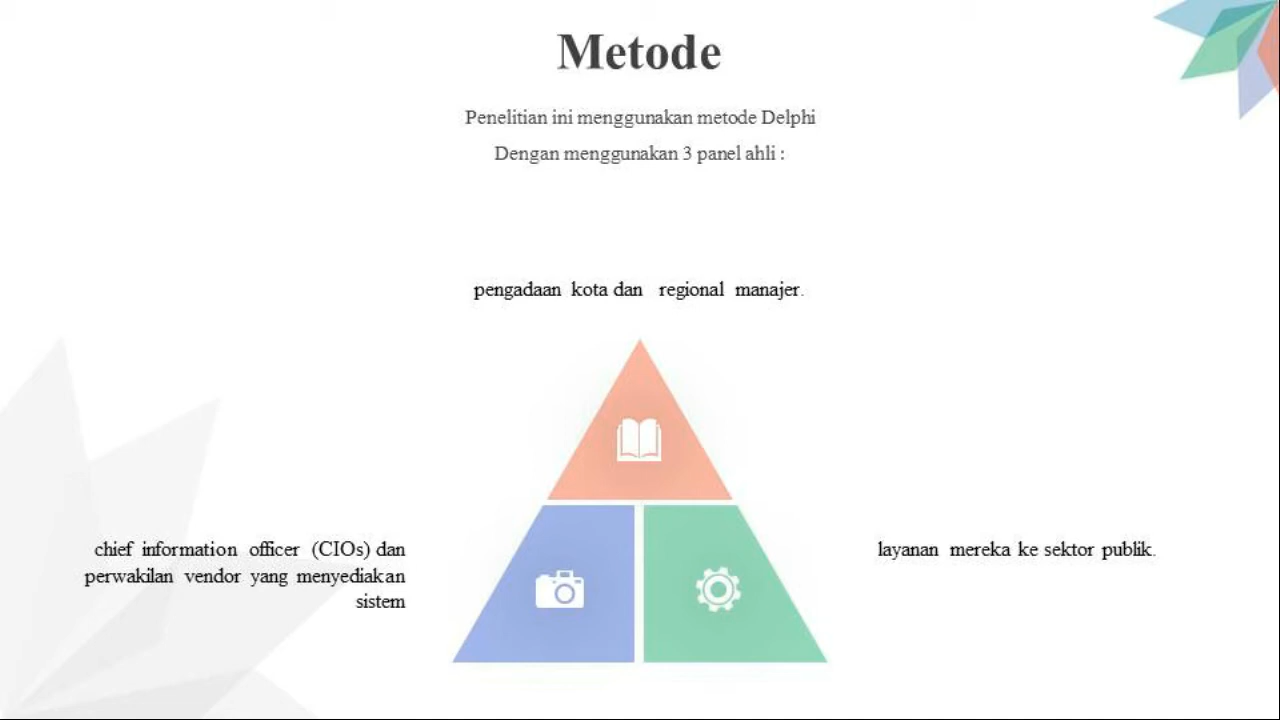 Metode
Penelitian ini menggunakan metode Delphi
Dengan menggunakan 3 panel ahli :
pengadaan kota dan regional manajer.
chief information officer (CIOs) dan
perwakilan vendor yang menyediakan
sistem
layanan mereka ke sektor publik.